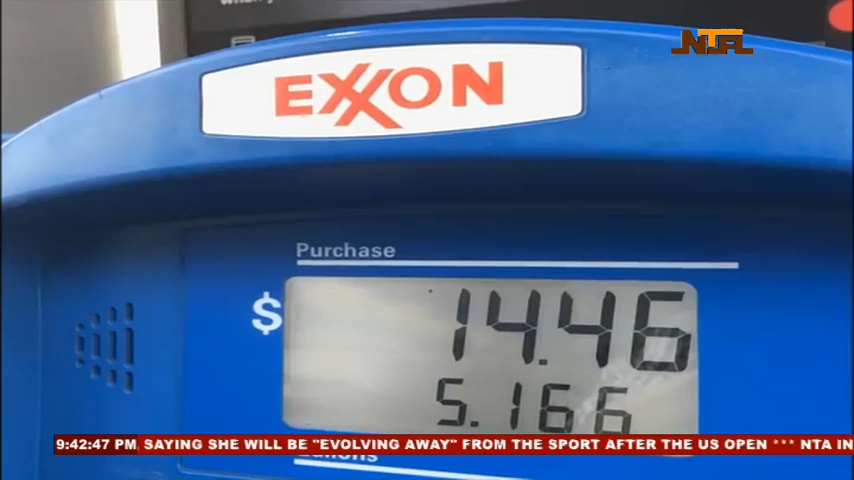 NTA
EXXON
Purchase
$ 14.46
5.166
9:42:47 PM, SAYING SHE WILL BE "EVOLVING AWAY" FROM THE SPORT AFTER THE US OPEN *** NTA IN
Gallons